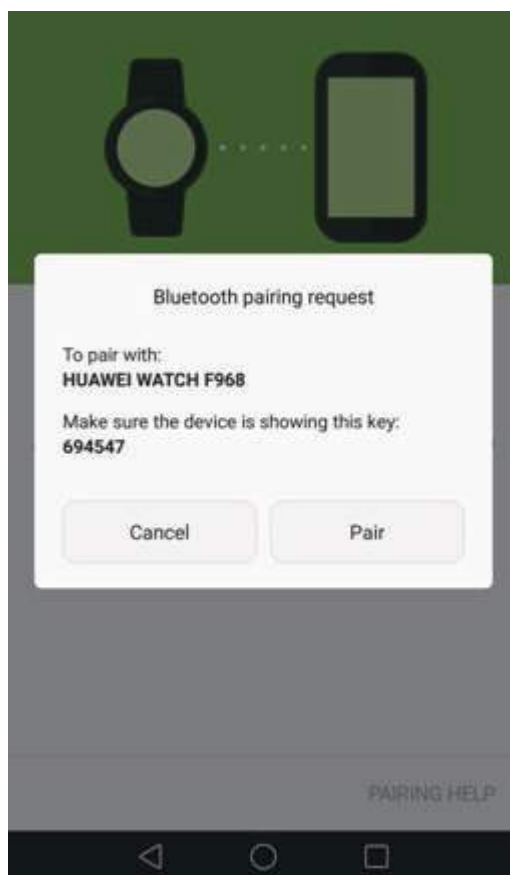 Bluetooth pairing request
To pair with:
HUAWEI WATCH F968
Make sure the device is showing this key:
694547
Cancel
Pair
PAIRING HELP